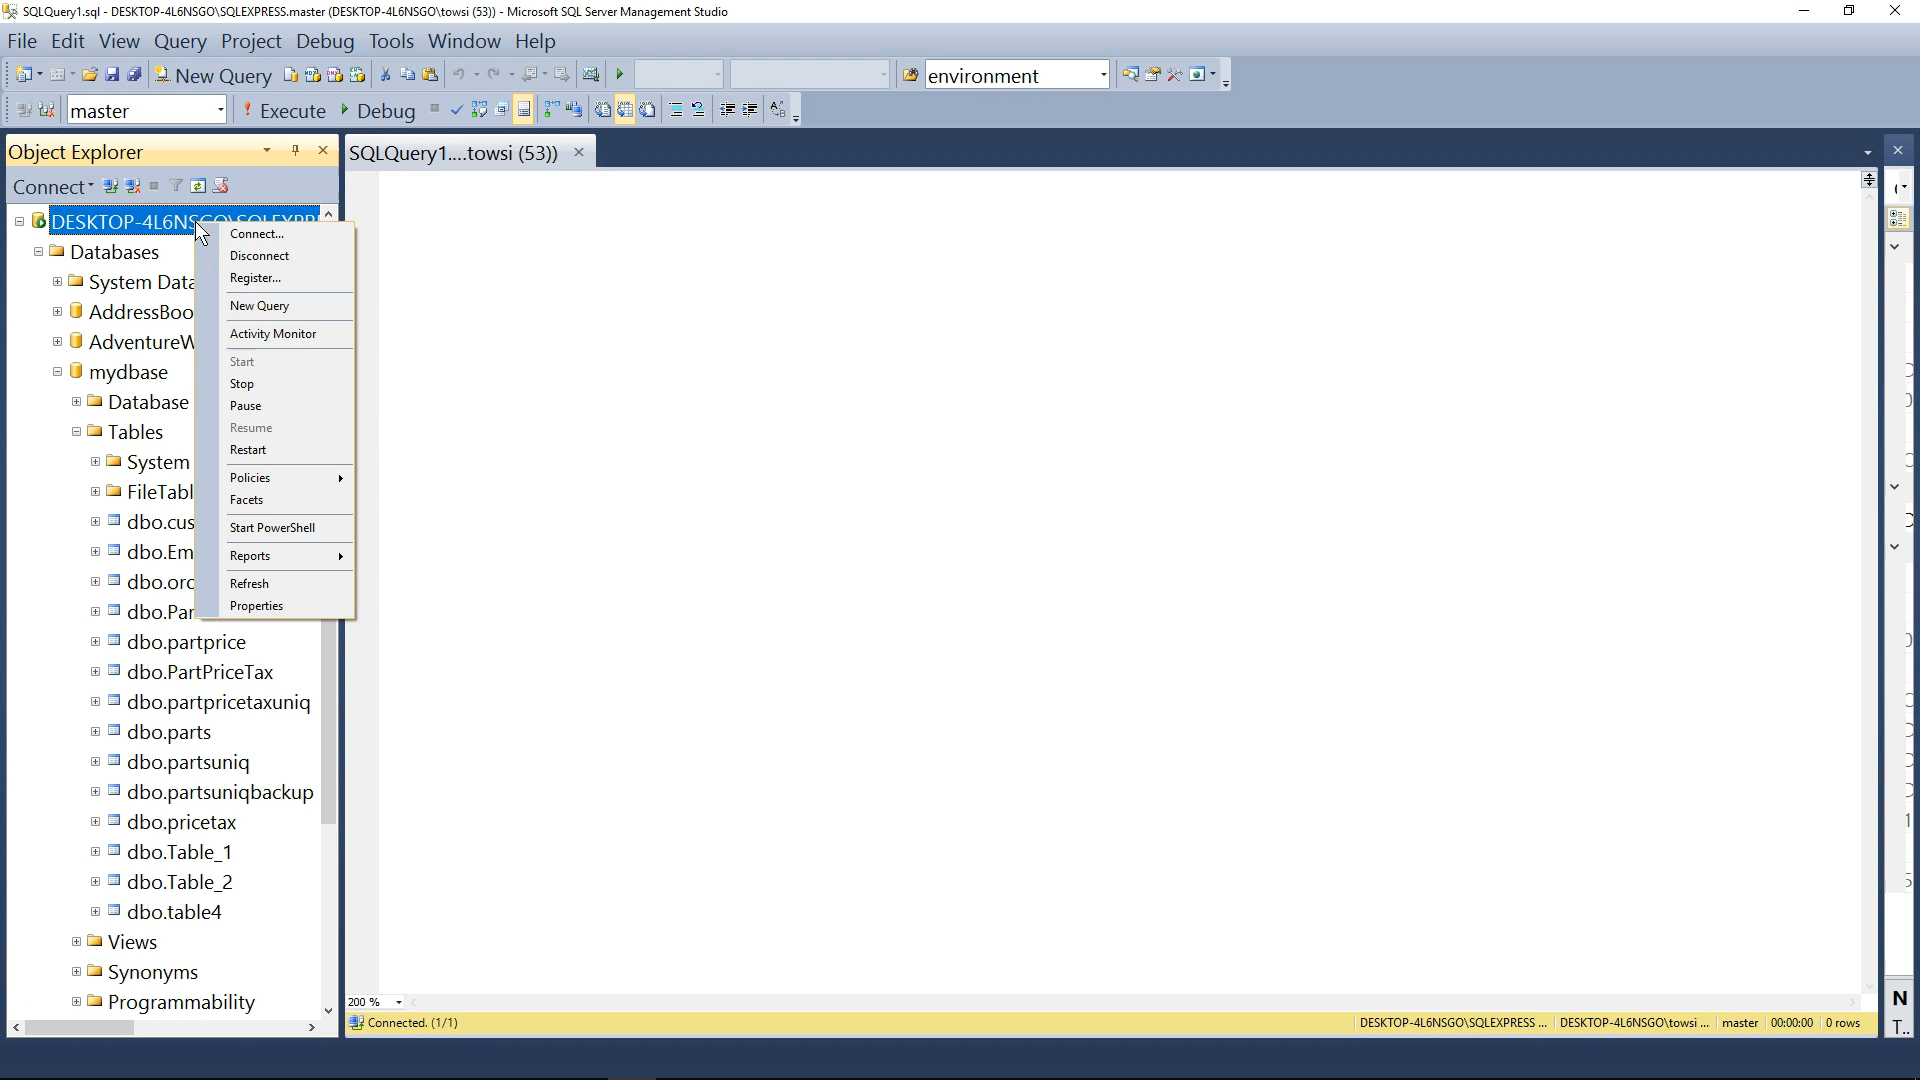 SQLQuery1.sql - DESKTOP-4L6NSGO\SQLEXPRESS.master (DESKTOP-4L6NSGO\towsi (53)) - Microsoft SQL Server Management Studio
File Edit View Query Project Debug Tools Window Help
New Query environment
master Execute Debug
Object Explorer
SQLQuery1....towsi (53))
Connect
DESKTOP-4L6NSGO\SQLEXPRE
Databases
System Data
AddressBoo
AdventureW
mydbase
Database
Tables
System
FileTabl
dbo.cus
dbo.Em
dbo.ord
dbo.Par
dbo.partprice
dbo.PartPriceTax
dbo.partpricetaxuniq
dbo.parts
dbo.partsuniq
dbo.partsuniqbackup
dbo.pricetax
dbo.Table_1
dbo.Table_2
dbo.table4
Views
Synonyms
Programmability
Connect...
Disconnect
Register...
New Query
Activity Monitor
Start
Stop
Pause
Resume
Restart
Policies
Facets
Start PowerShell
Reports
Refresh
Properties
200 %
Connected. (1/1)
DESKTOP-4L6NSGO\SQLEXPRESS ... DESKTOP-4L6NSGO\towsi ... master 00:00:00 0 rows
N
T..